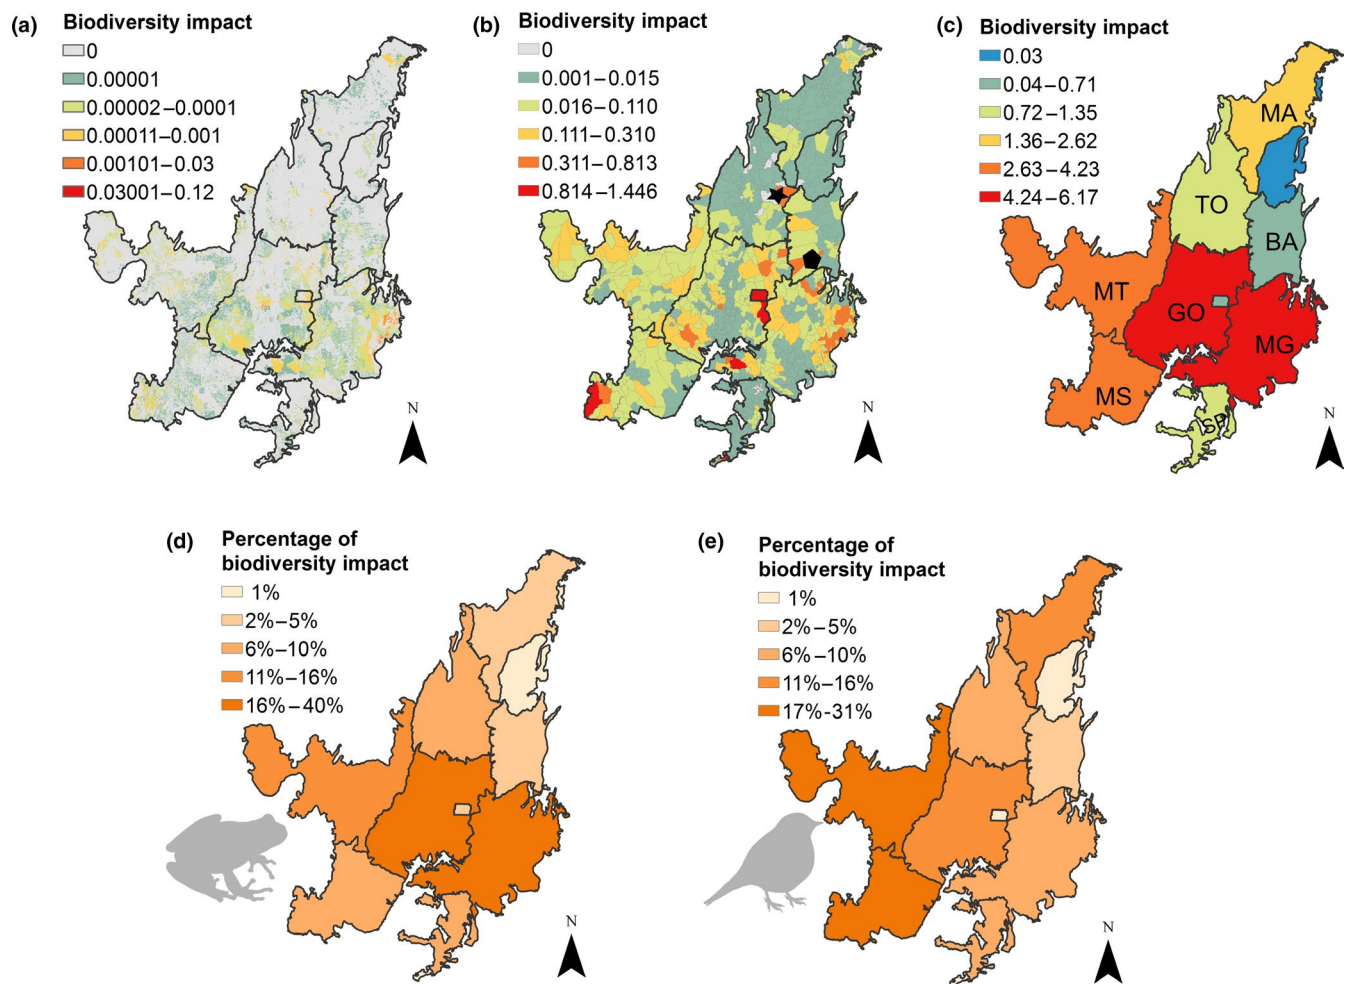 (a)
Biodiversity impact
0
0.00001
0.00002–0.0001
0.00011–0.001
0.00101–0.03
0.03001–0.12
N
(b)
Biodiversity impact
0
0.001–0.015
0.016–0.110
0.111–0.310
0.311–0.813
0.814–1.446
N
(c)
Biodiversity impact
0.03
0.04–0.71
0.72–1.35
1.36–2.62
2.63–4.23
4.24–6.17
MA
TO
BA
MT
GO
MG
MS
SP
N
(d)
Percentage of
biodiversity impact
1%
2%–5%
6%–10%
11%–16%
16%–40%
N
(e)
Percentage of
biodiversity impact
1%
2%–5%
6%–10%
11%–16%
17%-31%
N